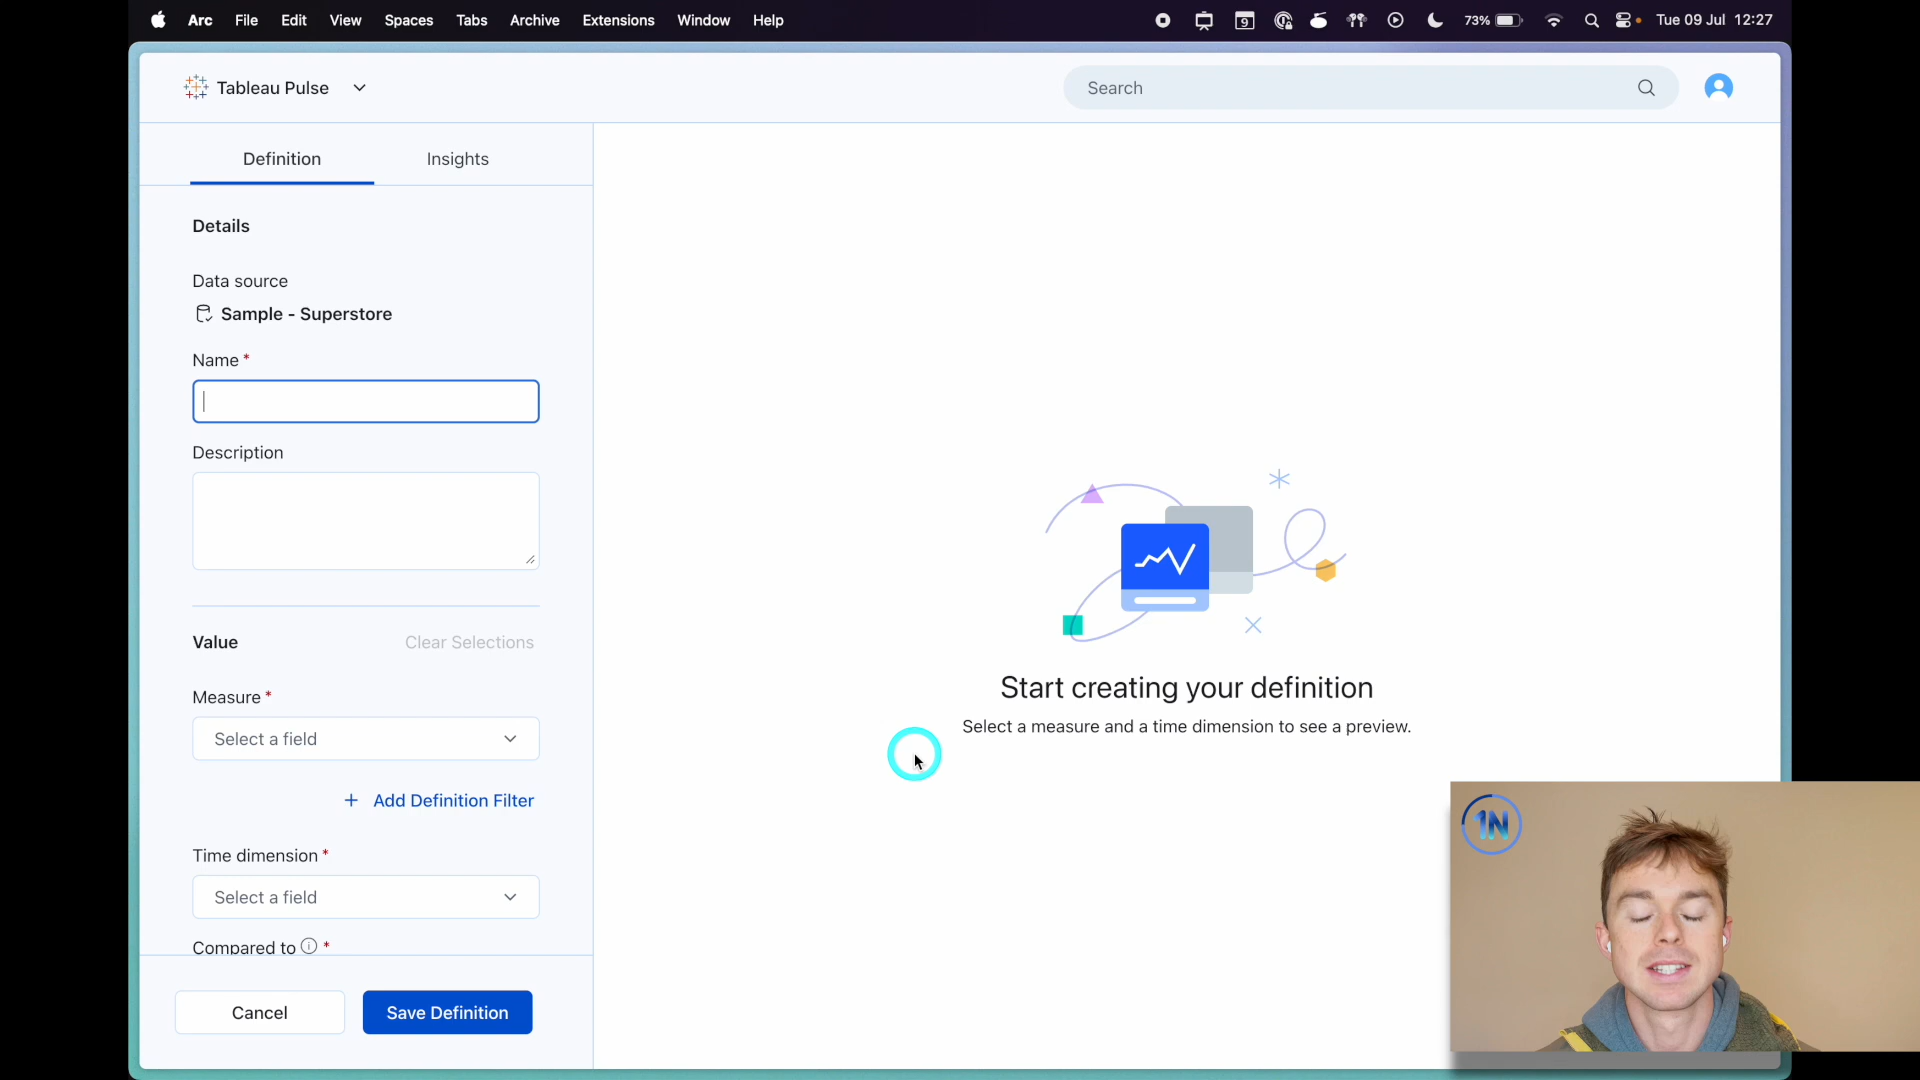 Arc File Edit View Spaces Tabs Archive Extensions Window Help 9 73% Tue 09 Jul 12:27
Tableau Pulse
Search
Definition Insights
Details
Data source
Sample - Superstore
Name *
Description
Value Clear Selections
Measure *
Select a field
+ Add Definition Filter
Time dimension *
Select a field
Compared to *
Cancel Save Definition
Start creating your definition
Select a measure and a time dimension to see a preview.
1N